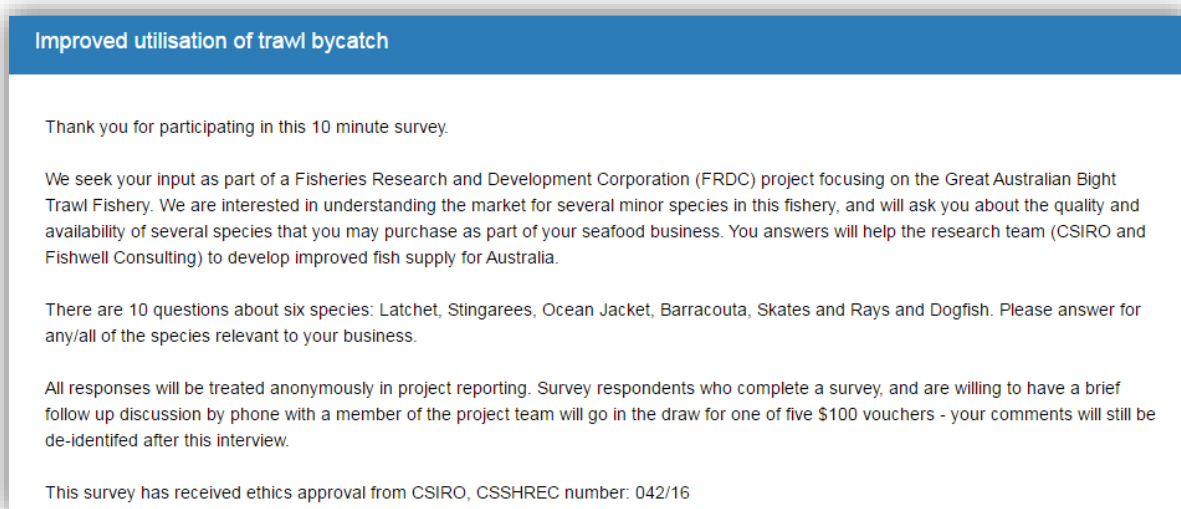 Improved utilisation of trawl bycatch
Thank you for participating in this 10 minute survey.
We seek your input as part of a Fisheries Research and Development Corporation (FRDC) project focusing on the Great Australian Bight
Trawl Fishery. We are interested in understanding the market for several minor species in this fishery, and will ask you about the quality and
availability of several species that you may purchase as part of your seafood business. You answers will help the research team (CSIRO and
Fishwell Consulting) to develop improved fish supply for Australia.
There are 10 questions about six species: Latchet, Stingarees, Ocean Jacket, Barracouta, Skates and Rays and Dogfish. Please answer for
any/all of the species relevant to your business.
All responses will be treated anonymously in project reporting. Survey respondents who complete a survey, and are willing to have a brief
follow up discussion by phone with a member of the project team will go in the draw for one of five $100 vouchers - your comments will still be
de-identifed after this interview.
This survey has received ethics approval from CSIRO, CSSHREC number: 042/16